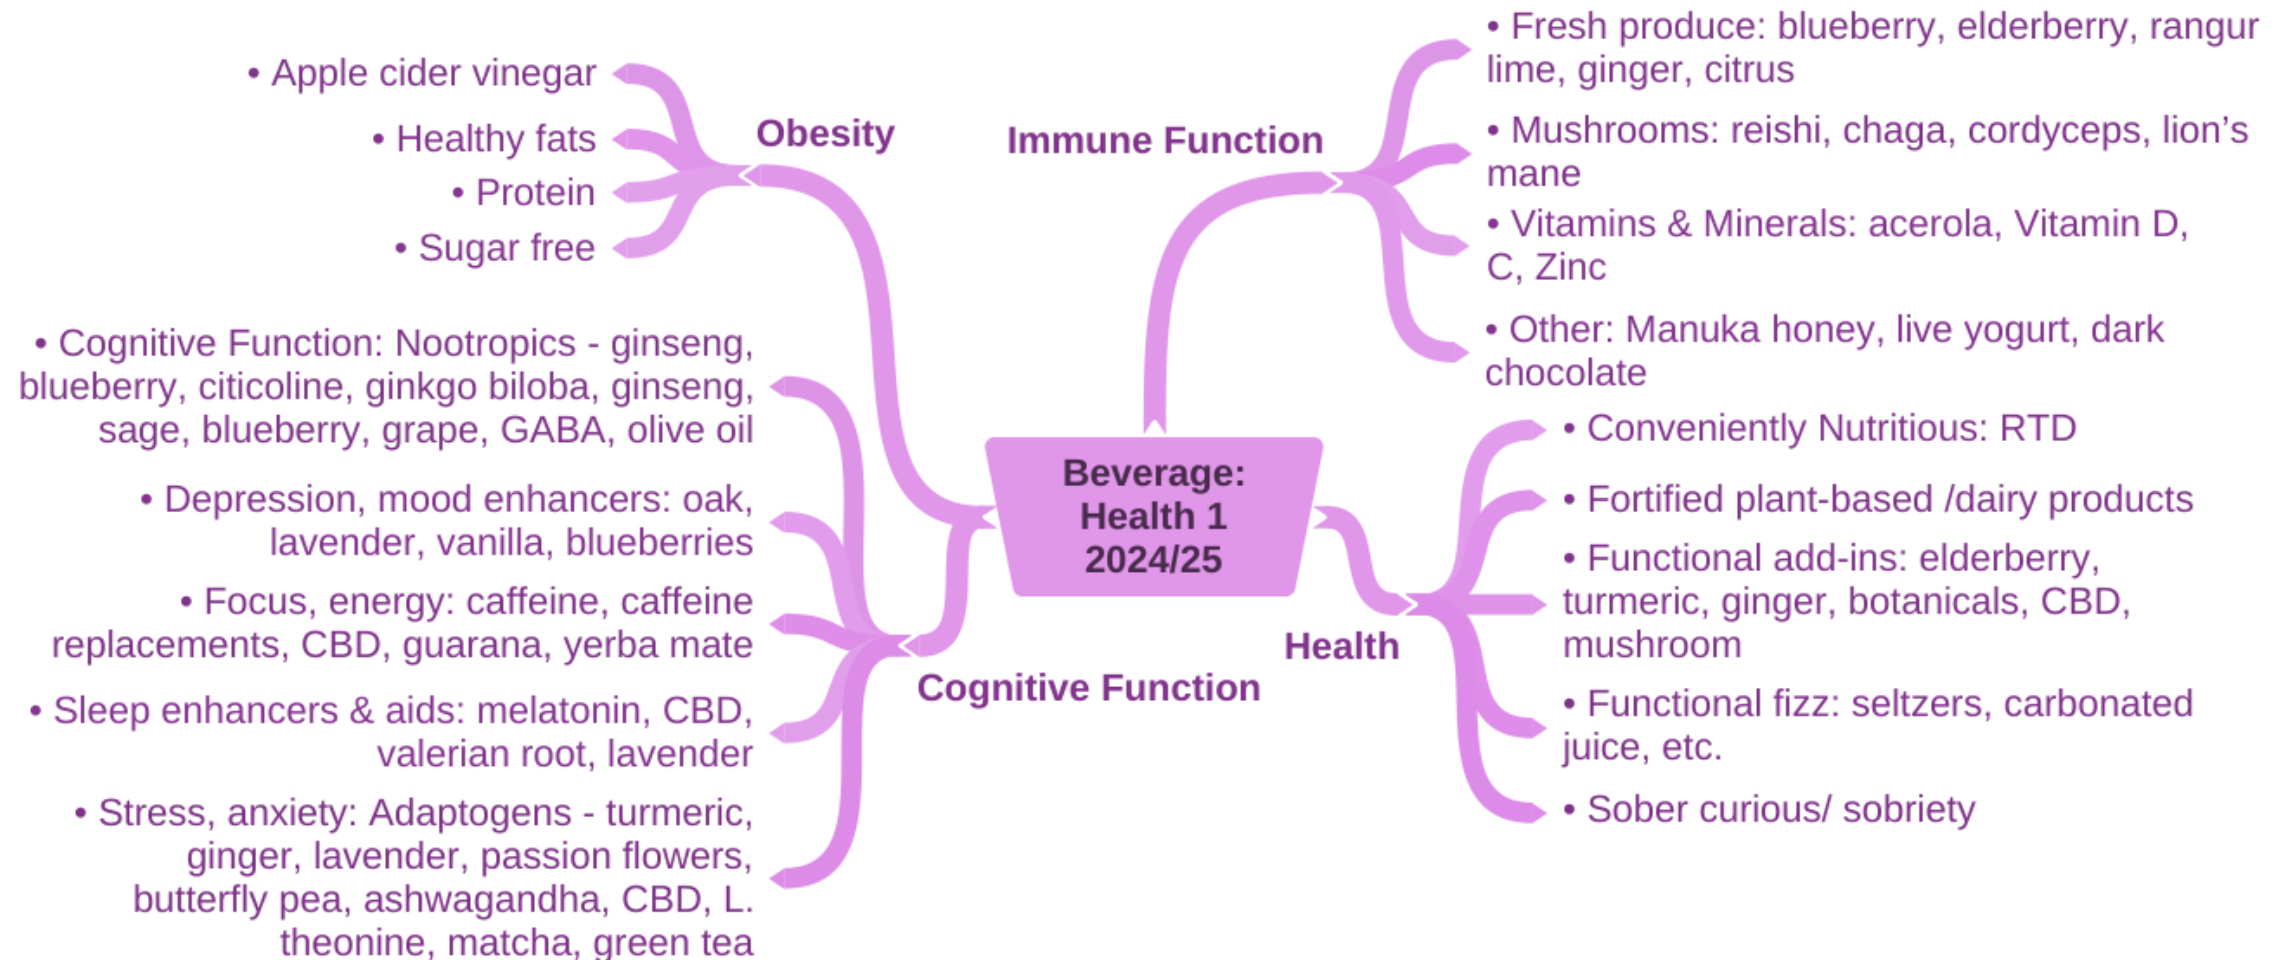 • Apple cider vinegar
• Healthy fats
• Protein
• Sugar free
Obesity
• Cognitive Function: Nootropics - ginseng,
blueberry, citicoline, ginkgo biloba, ginseng,
sage, blueberry, grape, GABA, olive oil
• Depression, mood enhancers: oak,
lavender, vanilla, blueberries
• Focus, energy: caffeine, caffeine
replacements, CBD, guarana, yerba mate
• Sleep enhancers & aids: melatonin, CBD,
valerian root, lavender
• Stress, anxiety: Adaptogens - turmeric,
ginger, lavender, passion flowers,
butterfly pea, ashwagandha, CBD, L.
theonine, matcha, green tea
Cognitive Function
Beverage:
Health 1
2024/25
Immune Function
• Fresh produce: blueberry, elderberry, rangur
lime, ginger, citrus
• Mushrooms: reishi, chaga, cordyceps, lion’s
mane
• Vitamins & Minerals: acerola, Vitamin D,
C, Zinc
• Other: Manuka honey, live yogurt, dark
chocolate
Health
• Conveniently Nutritious: RTD
• Fortified plant-based /dairy products
• Functional add-ins: elderberry,
turmeric, ginger, botanicals, CBD,
mushroom
• Functional fizz: seltzers, carbonated
juice, etc.
• Sober curious/ sobriety